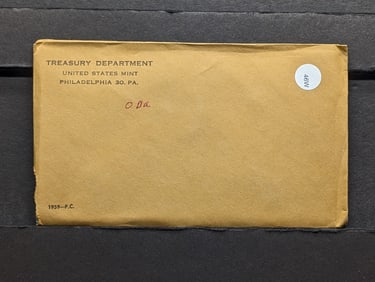 TREASURY DEPARTMENT
UNITED STATES MINT
PHILADELPHIA 30, PA.
1959—P.C.